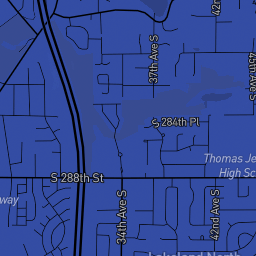 42n
37th Ave S
45th Ave S
S 284th Pl
Thomas Je
High Sc
S 288th St
way
34th Ave S
42nd Ave S
Lakeland North